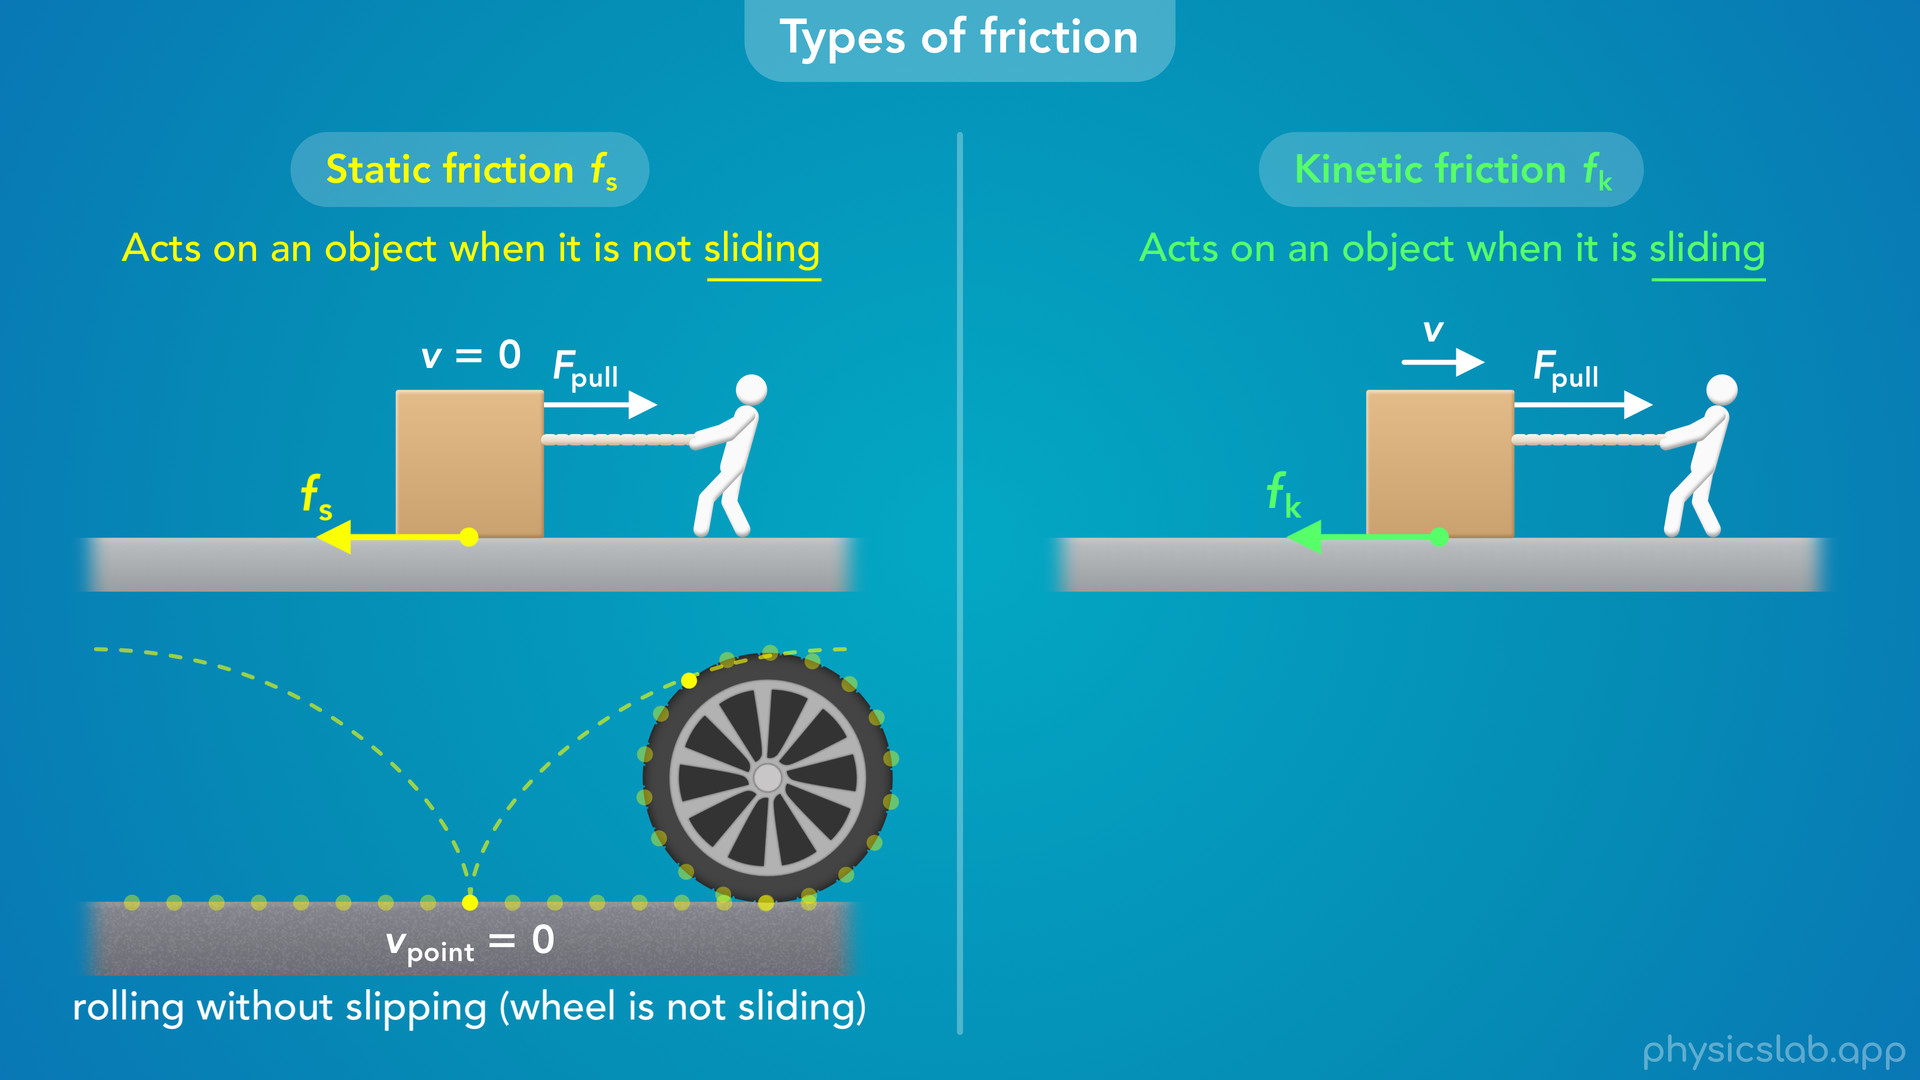 Types of friction
Static friction fs
Acts on an object when it is not sliding
v = 0
Fpull
fs
vpoint = 0
rolling without slipping (wheel is not sliding)
Kinetic friction fk
Acts on an object when it is sliding
v
Fpull
fk
physicslab.app